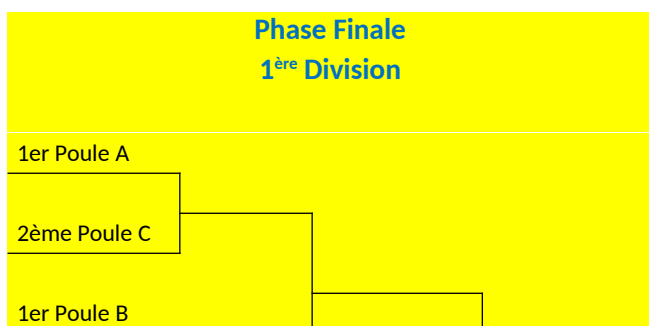 Phase Finale
1ère Division
1er Poule A
2ème Poule C
1er Poule B